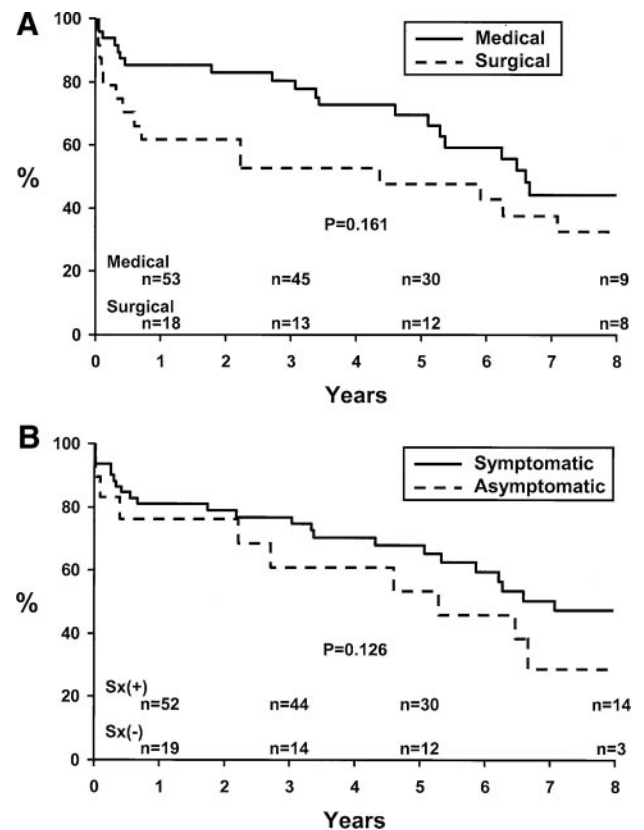 A
100
80
60
40
20
0
%
Medical
Surgical
P=0.161
Medical
n=53 n=45 n=30 n=9
Surgical
n=18 n=13 n=12 n=8
0 1 2 3 4 5 6 7 8
Years
B
100
80
60
40
20
0
%
Symptomatic
Asymptomatic
P=0.126
Sx(+)
n=52 n=44 n=30 n=14
Sx(-)
n=19 n=14 n=12 n=3
0 1 2 3 4 5 6 7 8
Years